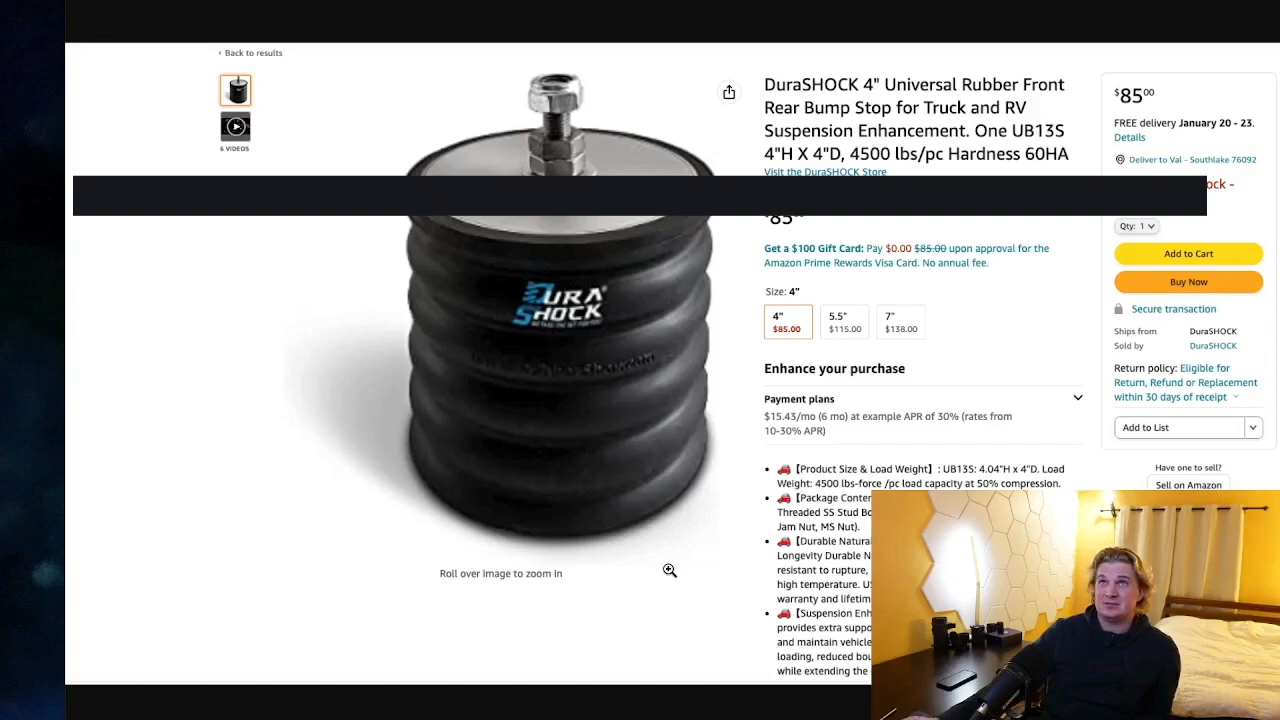 ‹ Back to results
6 VIDEOS
DURA
SHOCK
Roll over image to zoom in
DuraSHOCK 4" Universal Rubber Front
Rear Bump Stop for Truck and RV
Suspension Enhancement. One UB13S
4"H X 4"D, 4500 lbs/pc Hardness 60HA
Visit the DuraSHOCK Store
$85
Get a $100 Gift Card: Pay $0.00 $85.00 upon approval for the
Amazon Prime Rewards Visa Card. No annual fee.
Size: 4"
4"
$85.00
5.5"
$115.00
7"
$138.00
Enhance your purchase
Payment plans
$15.43/mo (6 mo) at example APR of 30% (rates from
10-30% APR)
• 🚗【Product Size & Load Weight】: UB13S: 4.04"H x 4"D. Load
Weight: 4500 lbs-force /pc load capacity at 50% compression.
• 🚗【Package Conten
Threaded SS Stud Bo
Jam Nut, MS Nut).
• 🚗【Durable Natura
Longevity Durable N
resistant to rupture,
high temperature. US
warranty and lifetim
• 🚗【Suspension Enh
provides extra suppo
and maintain vehicle
loading, reduced bou
while extending the
$85.00
FREE delivery January 20 - 23.
Details
Deliver to Val - Southlake 76092
ock -
Qty: 1
Add to Cart
Buy Now
Secure transaction
Ships from DuraSHOCK
Sold by DuraSHOCK
Return policy: Eligible for
Return, Refund or Replacement
within 30 days of receipt
Add to List
Have one to sell?
Sell on Amazon